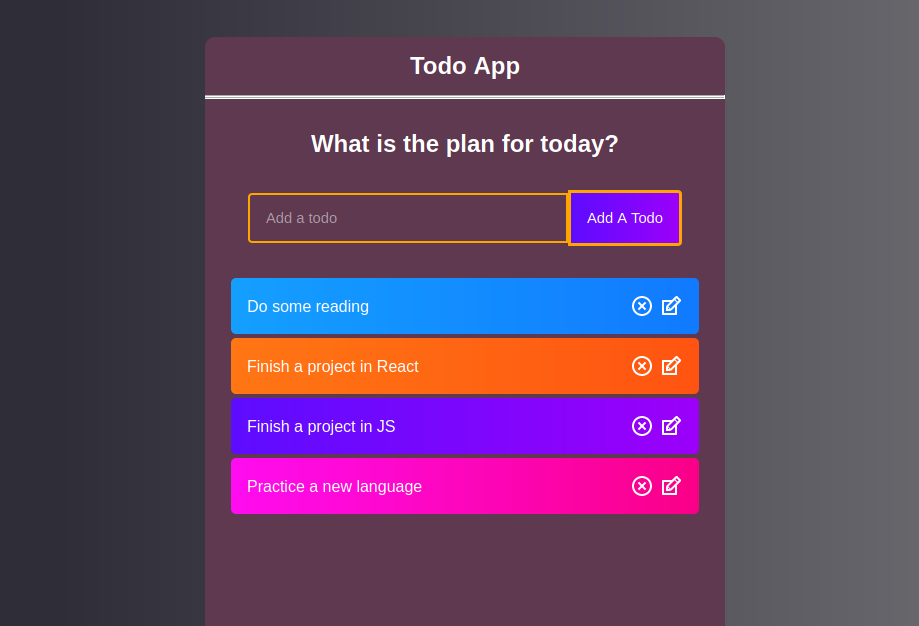 Todo App
What is the plan for today?
Add a todo
Add A Todo
Do some reading
Finish a project in React
Finish a project in JS
Practice a new language